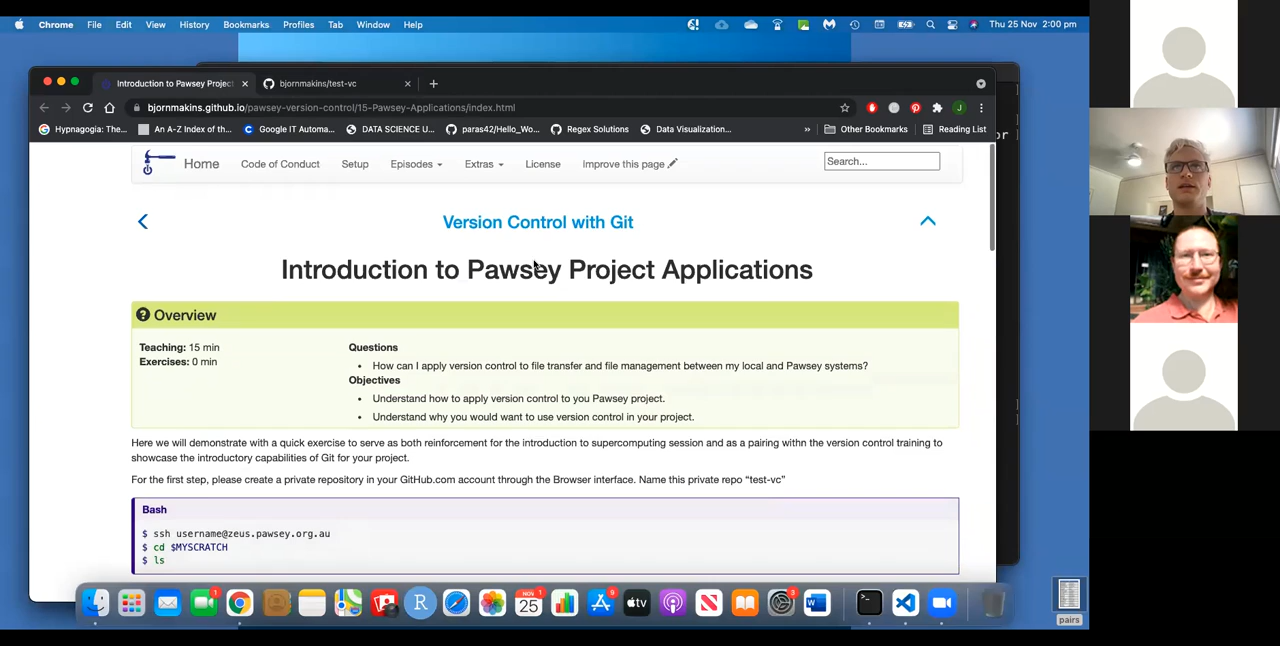 Chrome File Edit View History Bookmarks Profiles Tab Window Help Thu 25 Nov 2:00 pm
Introduction to Pawsey Project bjornmakins/test-vc
bjornmakins.github.io/pawsey-version-control/15-Pawsey-Applications/index.html
Hypnagogia: The... An A-Z Index of th... Google IT Automa... DATA SCIENCE U... paras42/Hello_Wo... Regex Solutions Data Visualization... » Other Bookmarks Reading List
Home Code of Conduct Setup Episodes Extras License Improve this page Search...
Version Control with Git
Introduction to Pawsey Project Applications
Overview
Teaching: 15 min
Exercises: 0 min
Questions
• How can I apply version control to file transfer and file management between my local and Pawsey systems?
Objectives
• Understand how to apply version control to you Pawsey project.
• Understand why you would want to use version control in your project.
Here we will demonstrate with a quick exercise to serve as both reinforcement for the introduction to supercomputing session and as a pairing withn the version control training to
showcase the introductory capabilities of Git for your project.
For the first step, please create a private repository in your GitHub.com account through the Browser interface. Name this private repo “test-vc”
Bash
$ ssh username@zeus.pawsey.org.au
$ cd $MYSCRATCH
$ ls
pairs